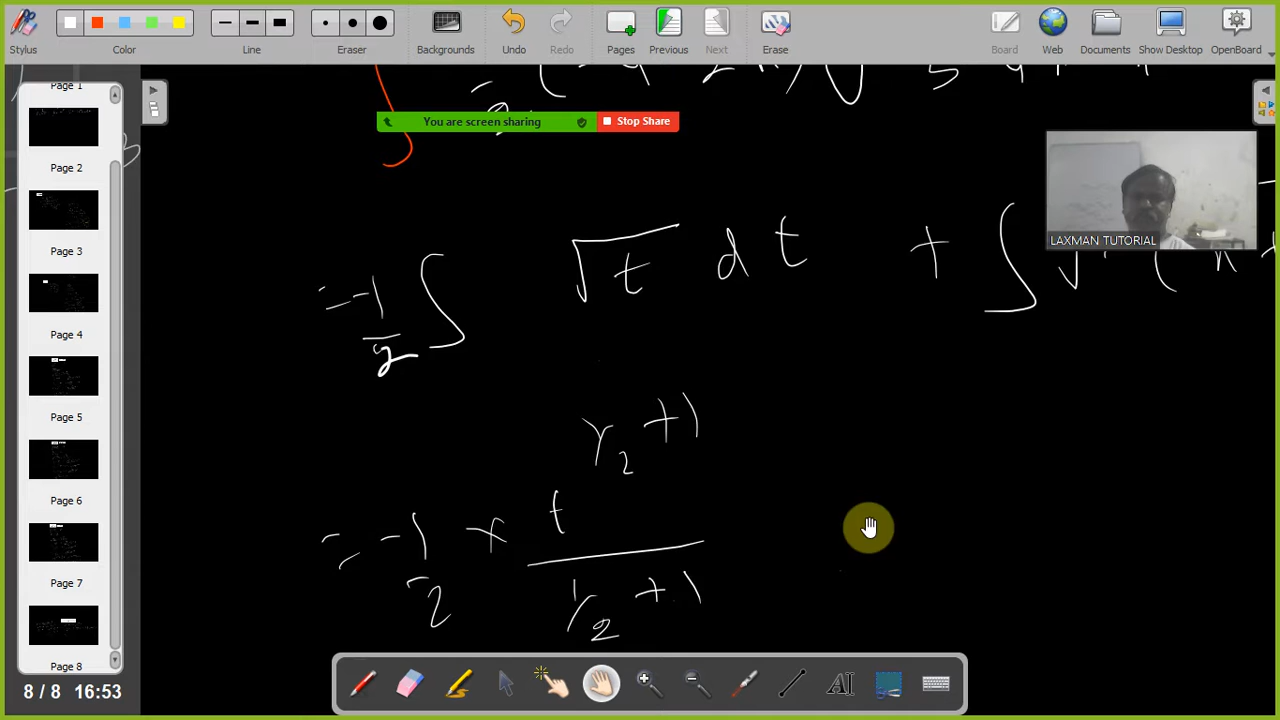 Stylus Color Line Eraser Backgrounds Undo Redo Pages Previous Next Erase Board Web Documents Show Desktop OpenBoard
Page 1
Page 2
Page 3
Page 4
Page 5
Page 6
Page 7
Page 8
8 / 8 16:53
You are screen sharing Stop Share
LAXMAN TUTORIAL
= -1/2 ∫ √t dt + ∫ √
= -1/2 × t^(1/2 + 1) / (1/2 + 1)